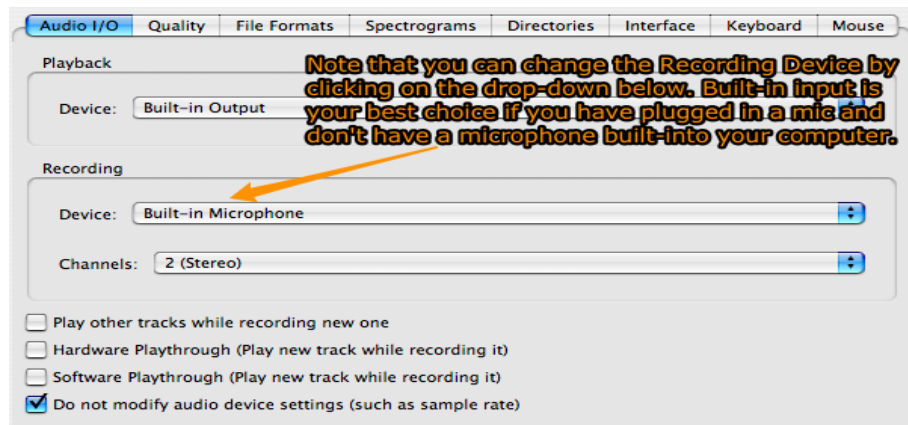 Audio I/O Quality File Formats Spectrograms Directories Interface Keyboard Mouse
Playback
Note that you can change the Recording Device by
clicking on the drop-down below. Built-in input is
your best choice if you have plugged in a mic and
don't have a microphone built-into your computer.
Device: Built-in Output
Recording
Device: Built-in Microphone
Channels: 2 (Stereo)
Play other tracks while recording new one
Hardware Playthrough (Play new track while recording it)
Software Playthrough (Play new track while recording it)
Do not modify audio device settings (such as sample rate)